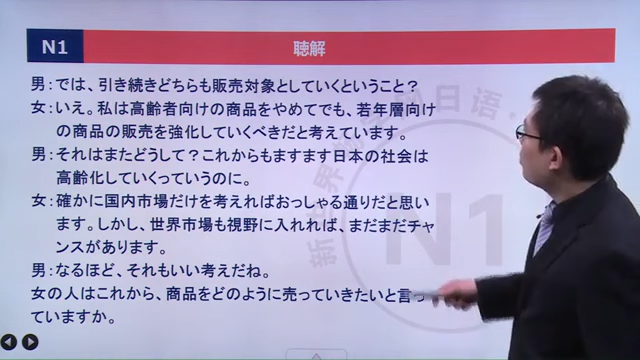 N1
聴解
男：では、引き続きどちらも販売対象としていくということ？
女：いえ。私は高齢者向けの商品をやめてでも、若年層向け
の商品の販売を強化していくべきだと考えています。
男：それはまたどうして？これからもますます日本の社会は
高齢化していくっていうのに。
女：確かに国内市場だけを考えればおっしゃる通りだと思い
ます。しかし、世界市場も視野に入れれば、まだまだチャ
ンスがあります。
男：なるほど、それもいい考えだね。
女の人はこれから、商品をどのように売っていきたいと言っ
ていますか。
新世界
日语
N1